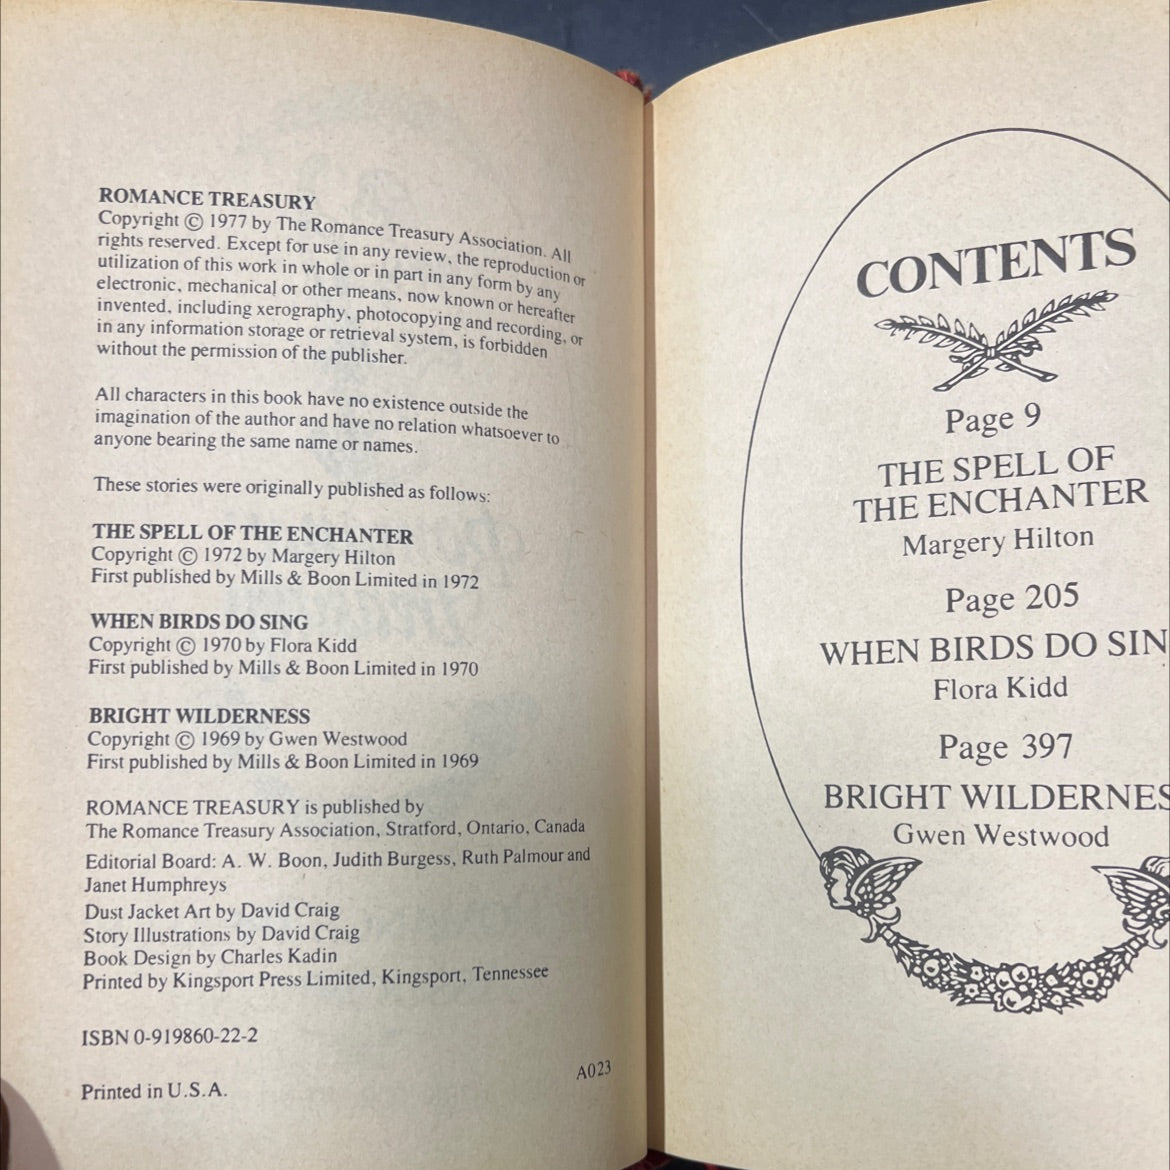 ROMANCE TREASURY
Copyright © 1977 by The Romance Treasury Association. All
rights reserved. Except for use in any review, the reproduction or
utilization of this work in whole or in part in any form by any
electronic, mechanical or other means, now known or hereafter
invented, including xerography, photocopying and recording, or
in any information storage or retrieval system, is forbidden
without the permission of the publisher.
All characters in this book have no existence outside the
imagination of the author and have no relation whatsoever to
anyone bearing the same name or names.
These stories were originally published as follows:
THE SPELL OF THE ENCHANTER
Copyright © 1972 by Margery Hilton
First published by Mills & Boon Limited in 1972
WHEN BIRDS DO SING
Copyright © 1970 by Flora Kidd
First published by Mills & Boon Limited in 1970
BRIGHT WILDERNESS
Copyright © 1969 by Gwen Westwood
First published by Mills & Boon Limited in 1969
ROMANCE TREASURY is published by
The Romance Treasury Association, Stratford, Ontario, Canada
Editorial Board: A. W. Boon, Judith Burgess, Ruth Palmour and
Janet Humphreys
Dust Jacket Art by David Craig
Story Illustrations by David Craig
Book Design by Charles Kadin
Printed by Kingsport Press Limited, Kingsport, Tennessee
ISBN 0-919860-22-2
A023
Printed in U.S.A.
CONTENTS
Page 9
THE SPELL OF
THE ENCHANTER
Margery Hilton
Page 205
WHEN BIRDS DO SIN
Flora Kidd
Page 397
BRIGHT WILDERNES
Gwen Westwood